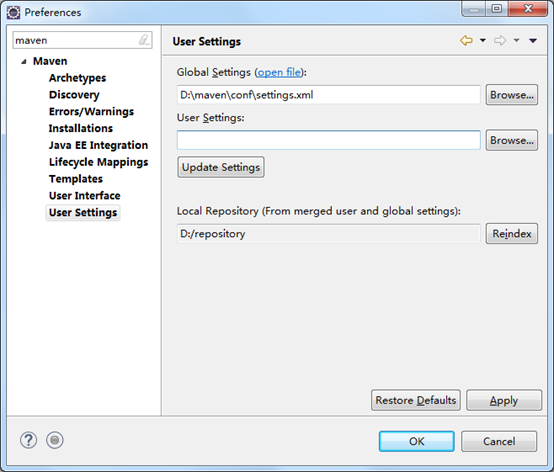 Preferences
maven
User Settings
Maven
Archetypes
Discovery
Errors/Warnings
Installations
Java EE Integration
Lifecycle Mappings
Templates
User Interface
User Settings
Global Settings (open file):
D:\maven\conf\settings.xml
Browse...
User Settings:
Browse...
Update Settings
Local Repository (From merged user and global settings):
D:/repository
Reindex
Restore Defaults
Apply
?
OK
Cancel